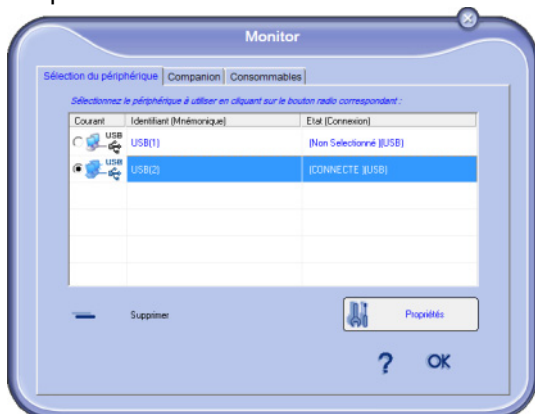 Monitor
Sélection du périphérique Companion Consommables
Sélectionnez le périphérique à utiliser en cliquant sur le bouton radio correspondant :
Courant Identifiant (Mnémonique) Etat (Connexion)
USB USB(1) (Non Selectionné )(USB)
USB USB(2) (CONNECTE )(USB)
Supprimer Propriétés
? OK